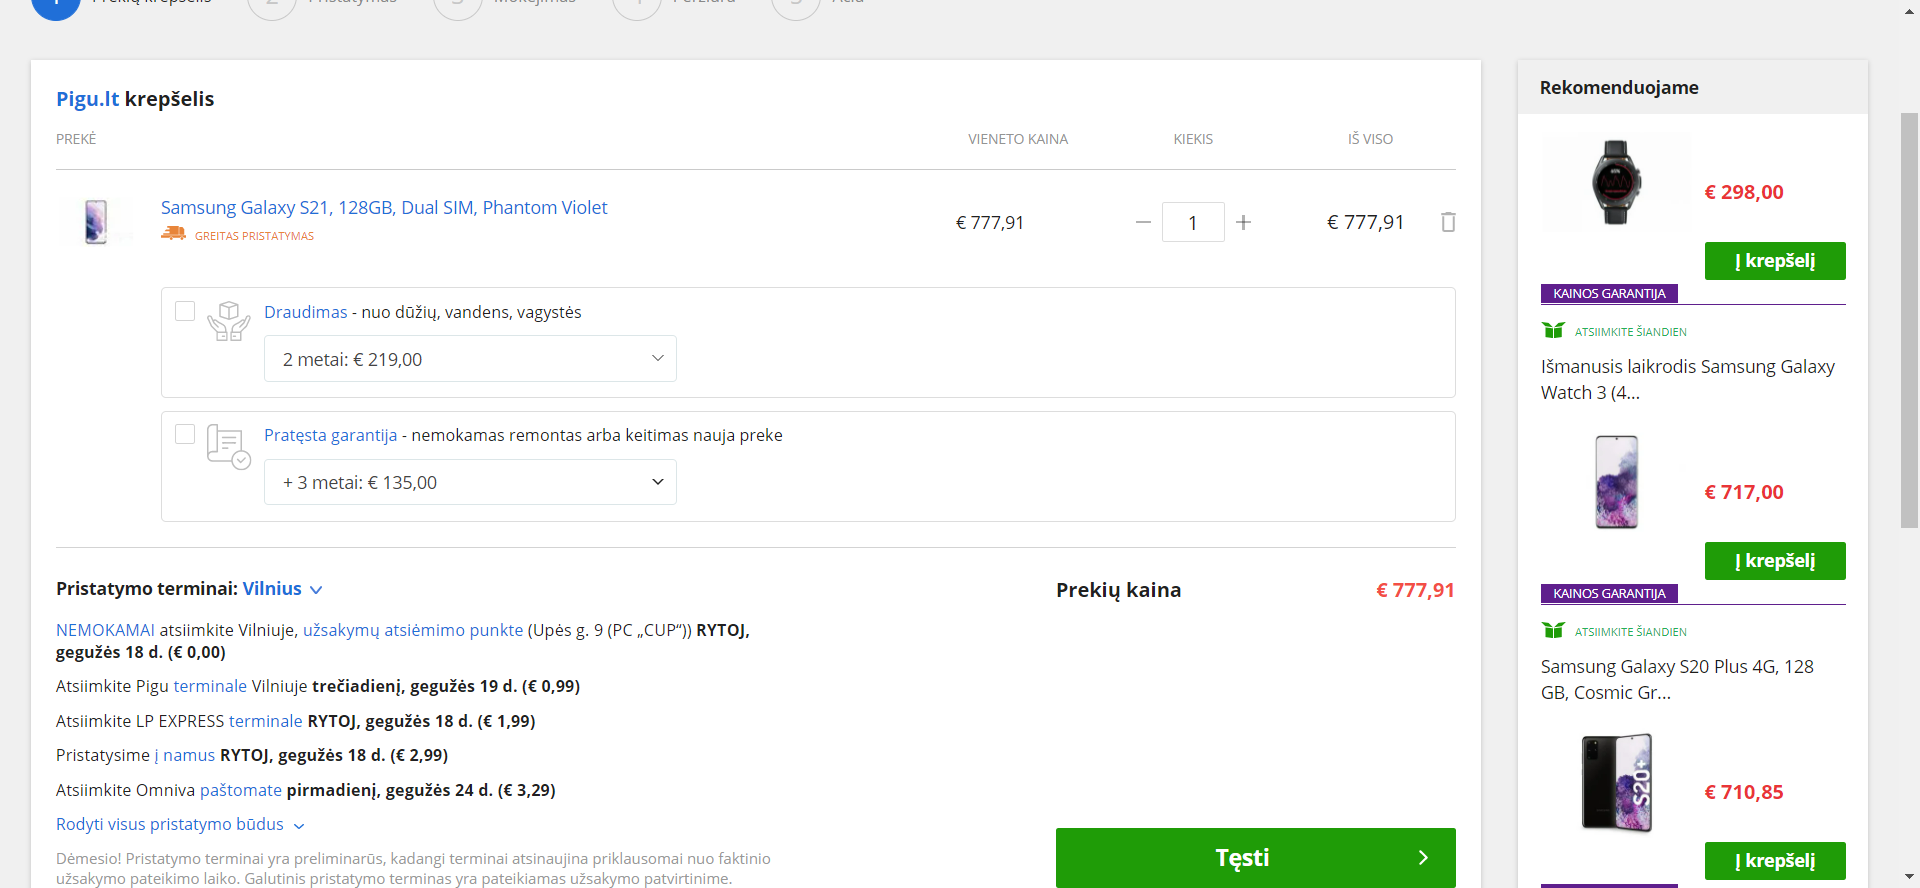 Pigu.lt krepšelis
PREKĖ
VIENETO KAINA
KIEKIS
IŠ VISO
Samsung Galaxy S21, 128GB, Dual SIM, Phantom Violet
GREITAS PRISTATYMAS
€ 777,91
1
€ 777,91
Draudimas - nuo dūžių, vandens, vagystės
2 metai: € 219,00
Pratęsta garantija - nemokamas remontas arba keitimas nauja preke
+ 3 metai: € 135,00
Pristatymo terminai: Vilnius
NEMOKAMAI atsiimkite Vilniuje, užsakymų atsiėmimo punkte (Upės g. 9 (PC „CUP“)) RYTOJ,
gegužės 18 d. (€ 0,00)
Atsiimkite Pigu terminale Vilniuje trečiadienį, gegužės 19 d. (€ 0,99)
Atsiimkite LP EXPRESS terminale RYTOJ, gegužės 18 d. (€ 1,99)
Pristatysime į namus RYTOJ, gegužės 18 d. (€ 2,99)
Atsiimkite Omniva paštomate pirmadienį, gegužės 24 d. (€ 3,29)
Rodyti visus pristatymo būdus
Dėmesio! Pristatymo terminai yra preliminarūs, kadangi terminai atsinaujina priklausomai nuo faktinio
užsakymo pateikimo laiko. Galutinis pristatymo terminas yra pateikiamas užsakymo patvirtinime.
Prekių kaina
€ 777,91
Tęsti
Rekomenduojame
€ 298,00
Į krepšelį
KAINOS GARANTIJA
ATSIIMKITE ŠIANDIEN
Išmanusis laikrodis Samsung Galaxy
Watch 3 (4...
€ 717,00
Į krepšelį
KAINOS GARANTIJA
ATSIIMKITE ŠIANDIEN
Samsung Galaxy S20 Plus 4G, 128
GB, Cosmic Gr...
S20+
€ 710,85
Į krepšelį